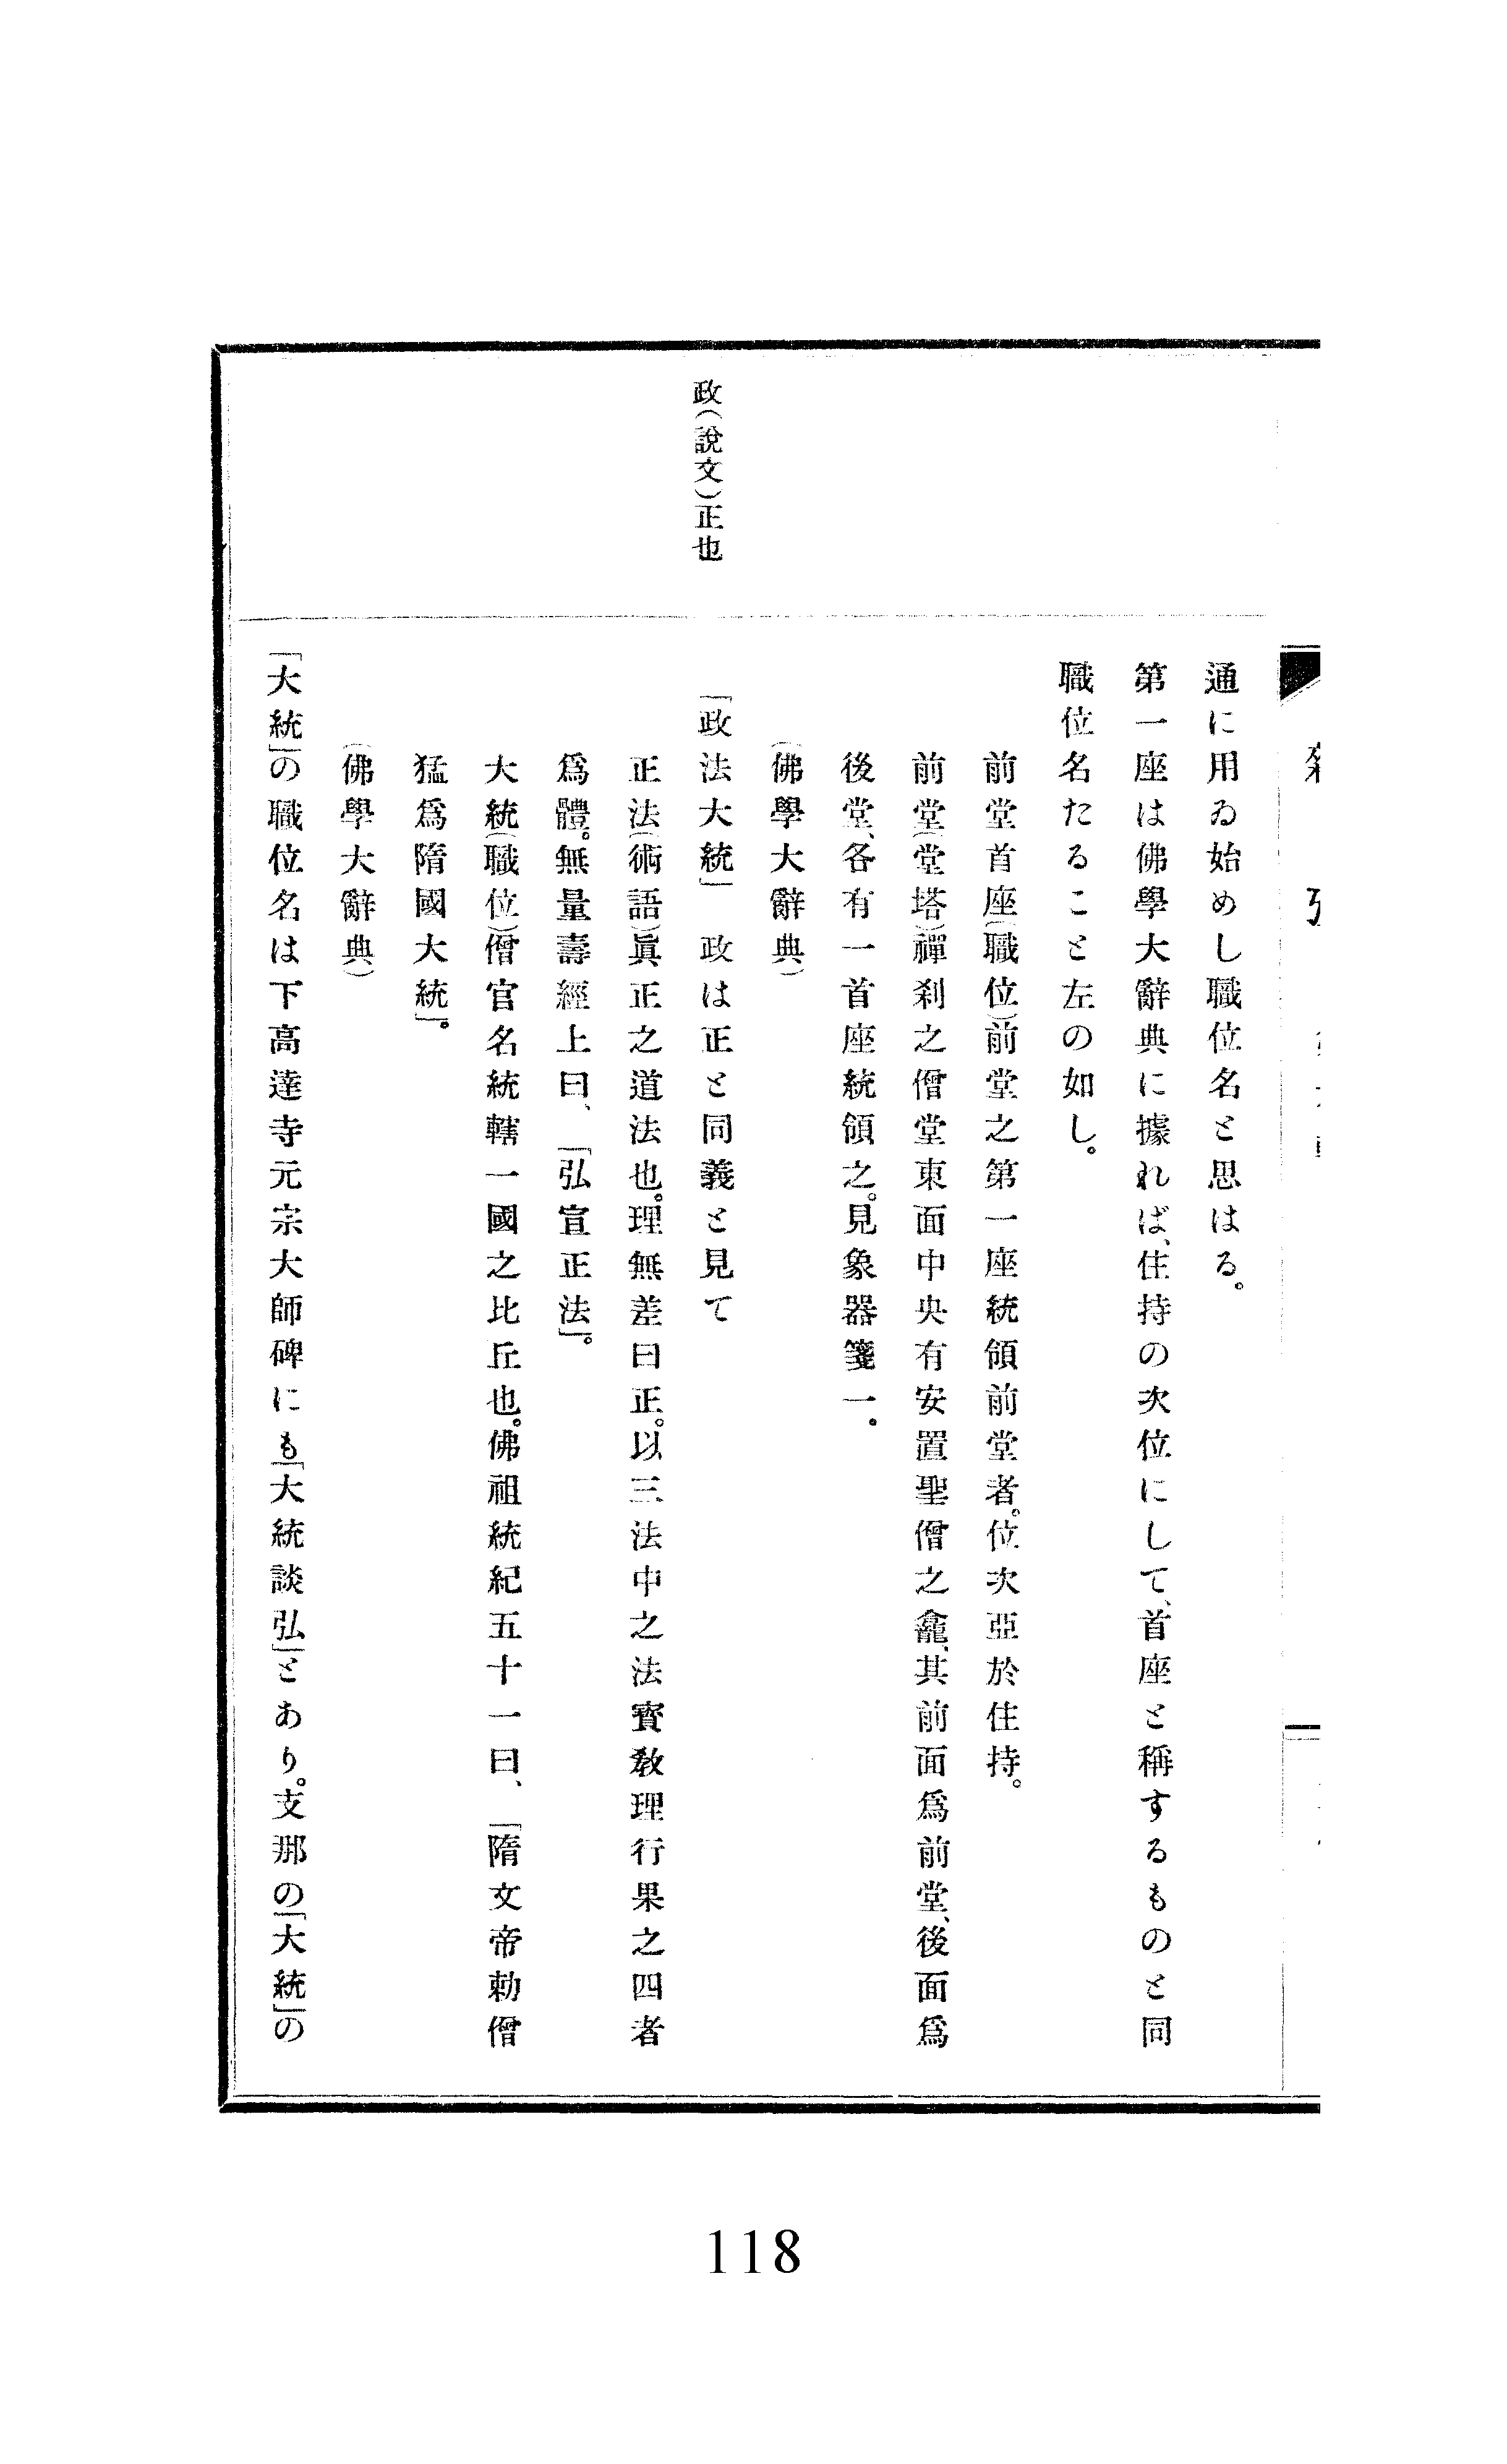 政(說文)正也
通に用ゐ始めし職位名と思はる。
第一座は佛學大辭典に據れば、住持の次位にして、首座と稱するものと同
職位名たること左の如し。
前堂首座(職位)前堂之第一座統領前堂者。位次亞於住持。
前堂(堂塔)禪刹之僧堂東面中央有安置聖僧之龕、其前面爲前堂、後面爲
後堂、各有一首座統領之。見象器箋一。
(佛學大辭典)
「政法大統」 政は正と同義と見て
正法(術語)眞正之道法也。理無差曰正。以三法中之法寳敎理行果之四者
爲體。無量壽經上曰、「弘宣正法」。
大統(職位)僧官名統轄一國之比丘也。佛祖統紀五十一曰、「隋文帝勅僧
猛爲隋國大統」。
(佛學大辭典)
「大統」の職位名は下高達寺元宗大師碑にも「大統談弘」とあり。支那の「大統」の
118